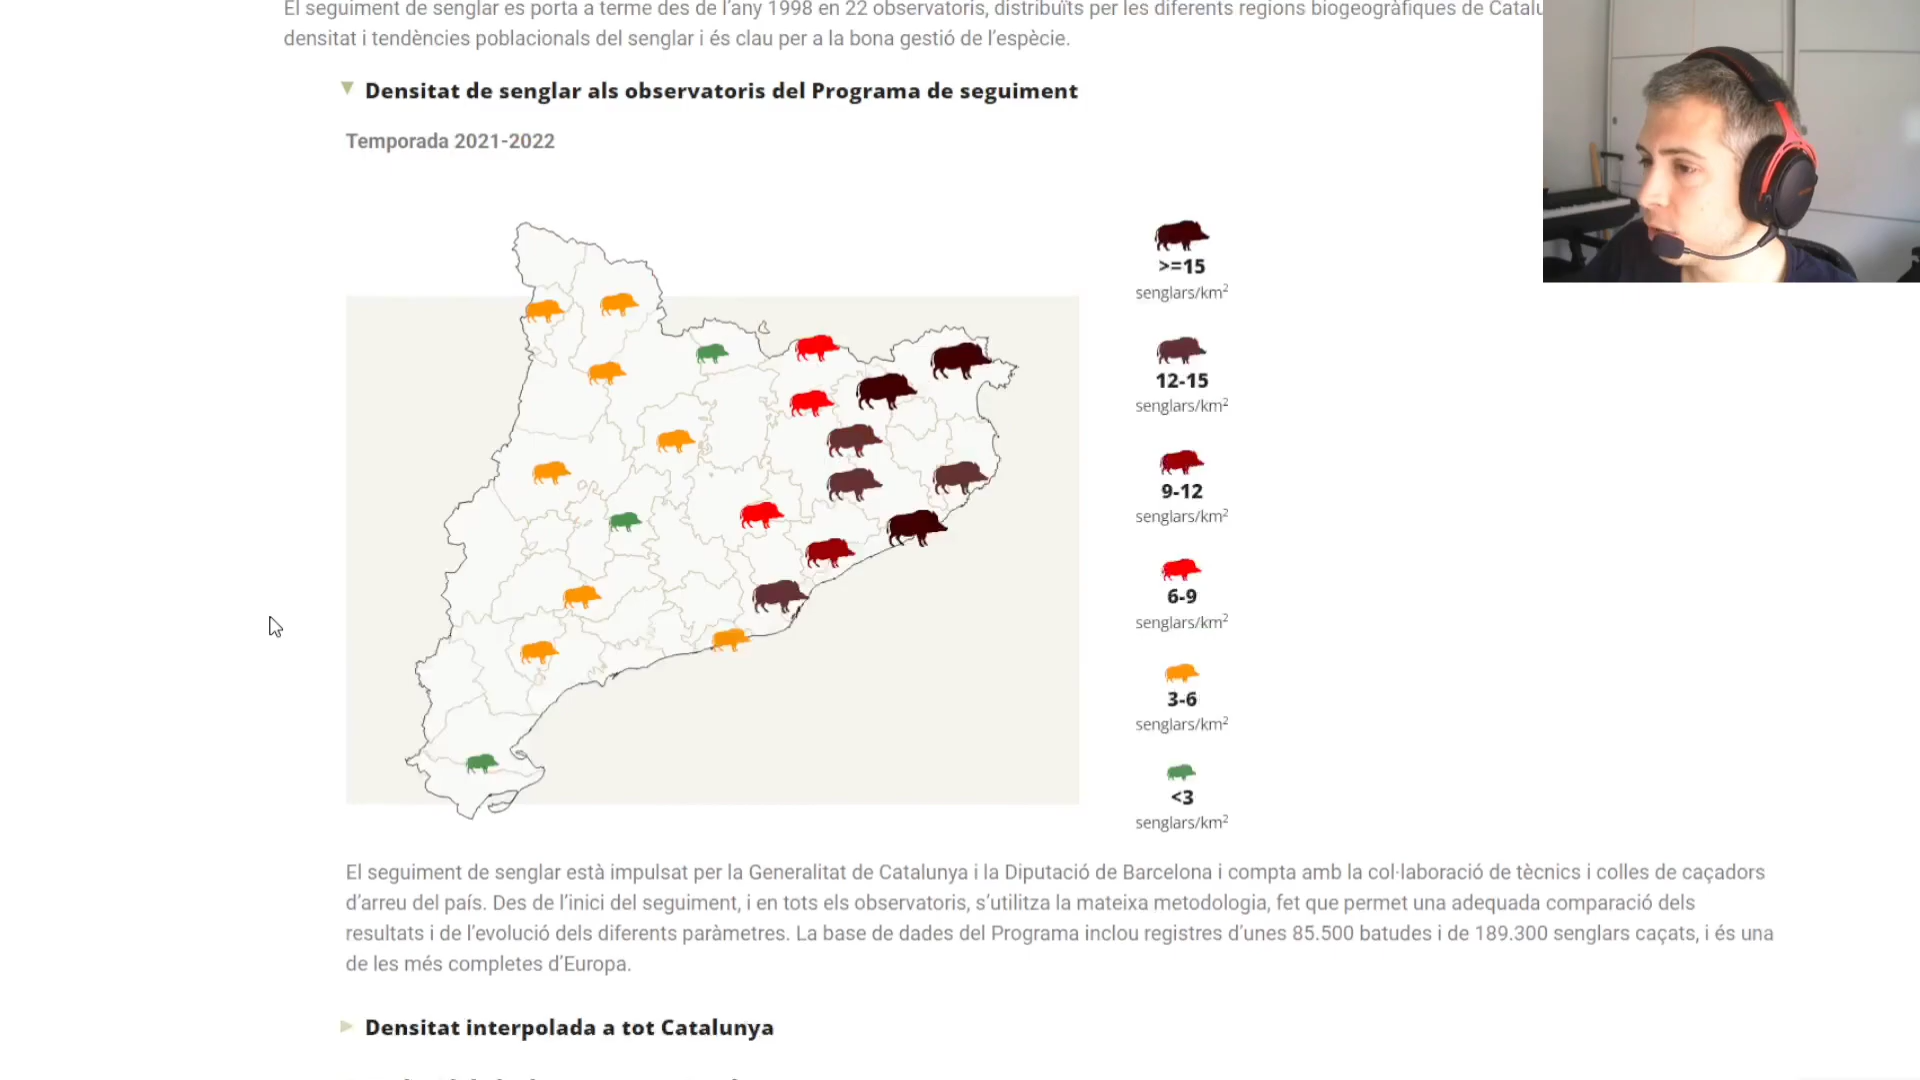 El seguiment de senglar es porta a terme des de l'any 1998 en 22 observatoris, distribuïts per les diferents regions biogeogràfiques de Catalu
densitat i tendències poblacionals del senglar i és clau per a la bona gestió de l'espècie.
Densitat de senglar als observatoris del Programa de seguiment
Temporada 2021-2022
>=15
senglars/km²
12-15
senglars/km²
9-12
senglars/km²
6-9
senglars/km²
3-6
senglars/km²
<3
senglars/km²
El seguiment de senglar està impulsat per la Generalitat de Catalunya i la Diputació de Barcelona i compta amb la col·laboració de tècnics i colles de caçadors
d'arreu del país. Des de l'inici del seguiment, i en tots els observatoris, s'utilitza la mateixa metodologia, fet que permet una adequada comparació dels
resultats i de l'evolució dels diferents paràmetres. La base de dades del Programa inclou registres d'unes 85.500 batudes i de 189.300 senglars caçats, i és una
de les més completes d'Europa.
Densitat interpolada a tot Catalunya